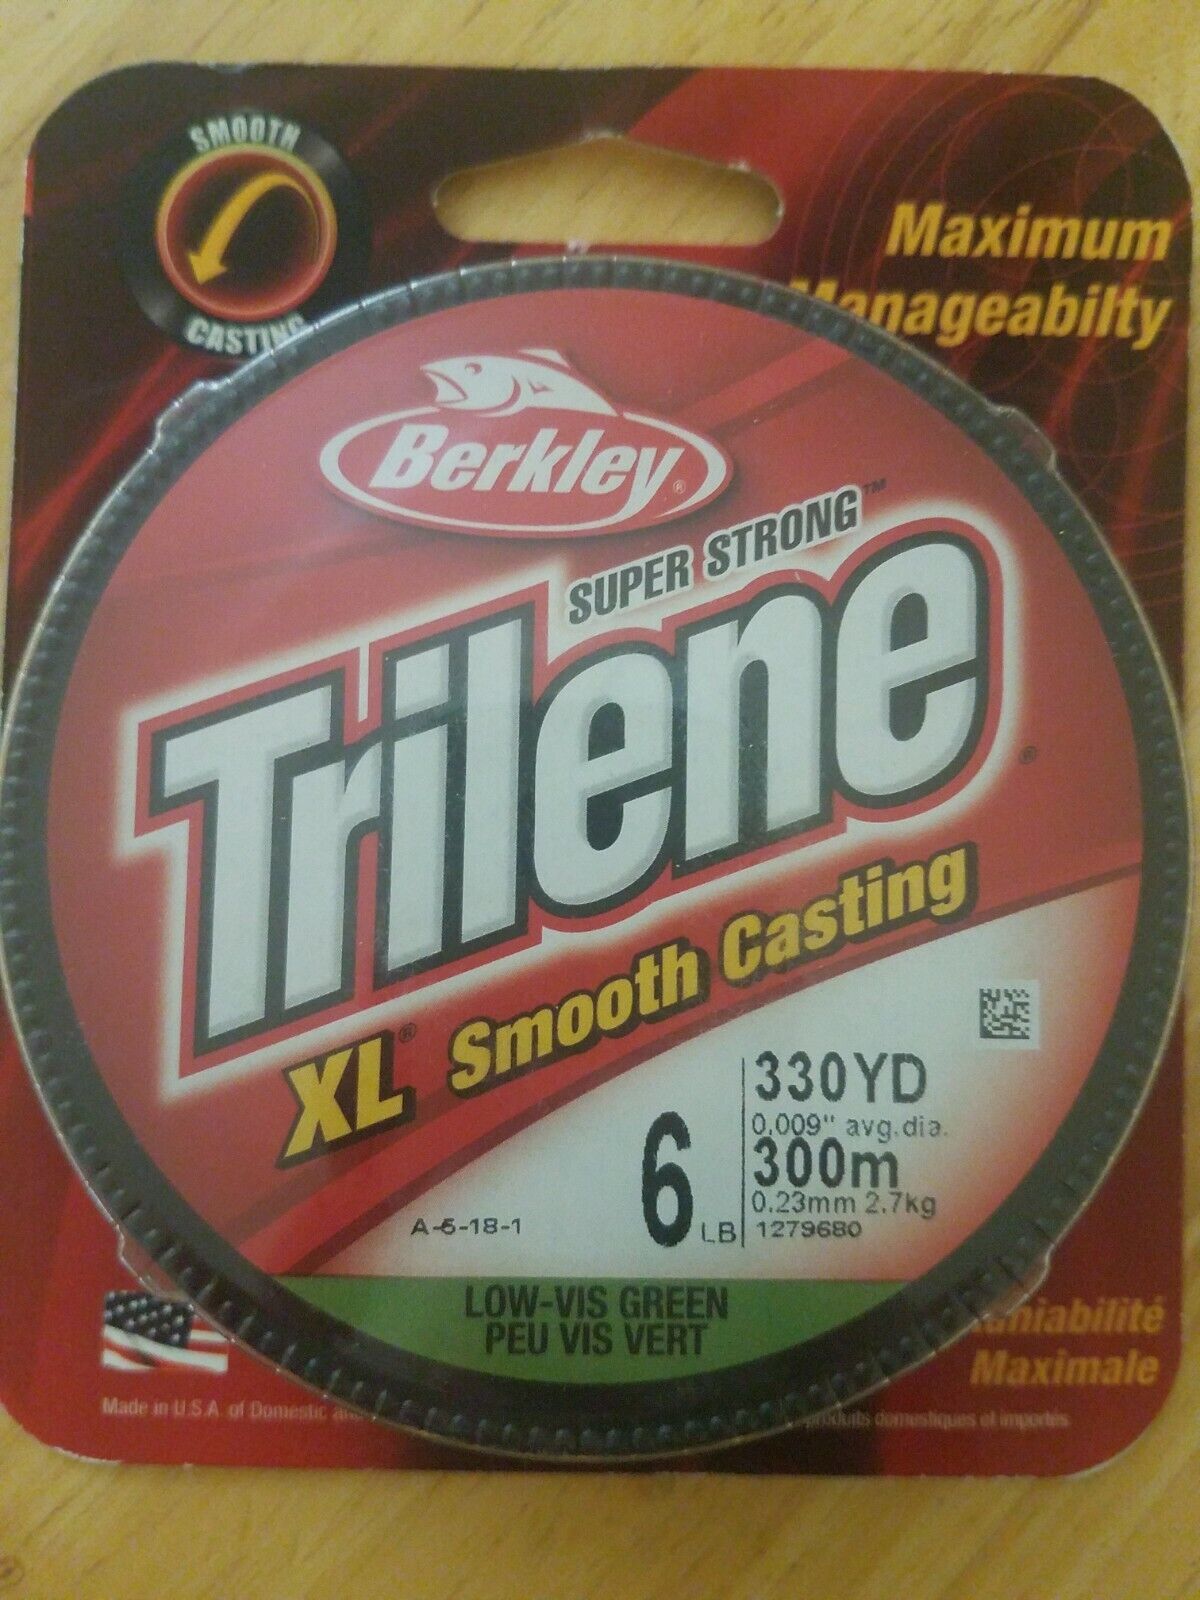 SMOOTH
CASTING
Maximum
Manageabilty
Berkley®
SUPER STRONG™
Trilene®
XL® Smooth Casting
330YD
0.009" avg.dia.
300m
0.23mm 2.7kg
1279680
6 LB
A-6-18-1
LOW-VIS GREEN
PEU VIS VERT
Maximale
Made in U.S.A. of Domestic
produits domestiques et importés